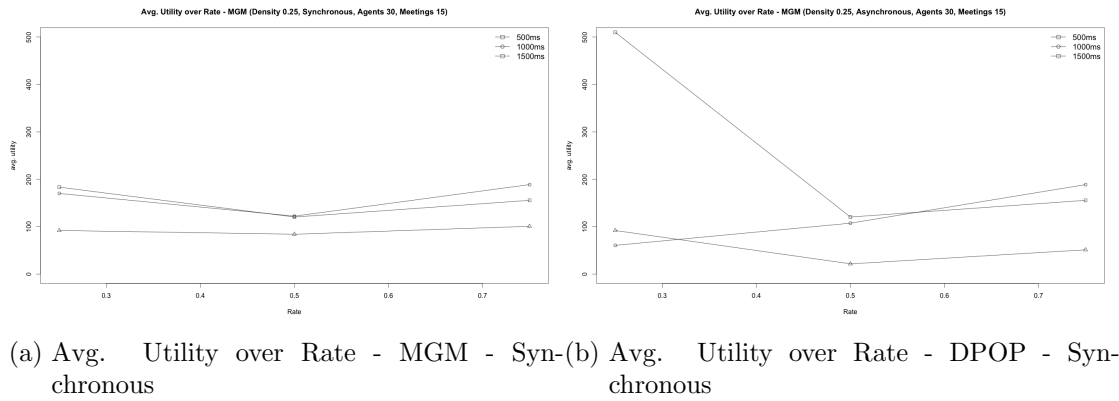 Avg. Utility over Rate - MGM (Density 0.25, Synchronous, Agents 30, Meetings 15)
500ms
1000ms
1500ms
avg. utility
0
100
200
300
400
500
0.3
0.4
0.5
0.6
0.7
Rate
Avg. Utility over Rate - MGM (Density 0.25, Asynchronous, Agents 30, Meetings 15)
500ms
1000ms
1500ms
avg. utility
0
100
200
300
400
500
0.3
0.4
0.5
0.6
0.7
Rate
(a) Avg. Utility over Rate - MGM - Syn-
chronous
(b) Avg. Utility over Rate - DPOP - Syn-
chronous